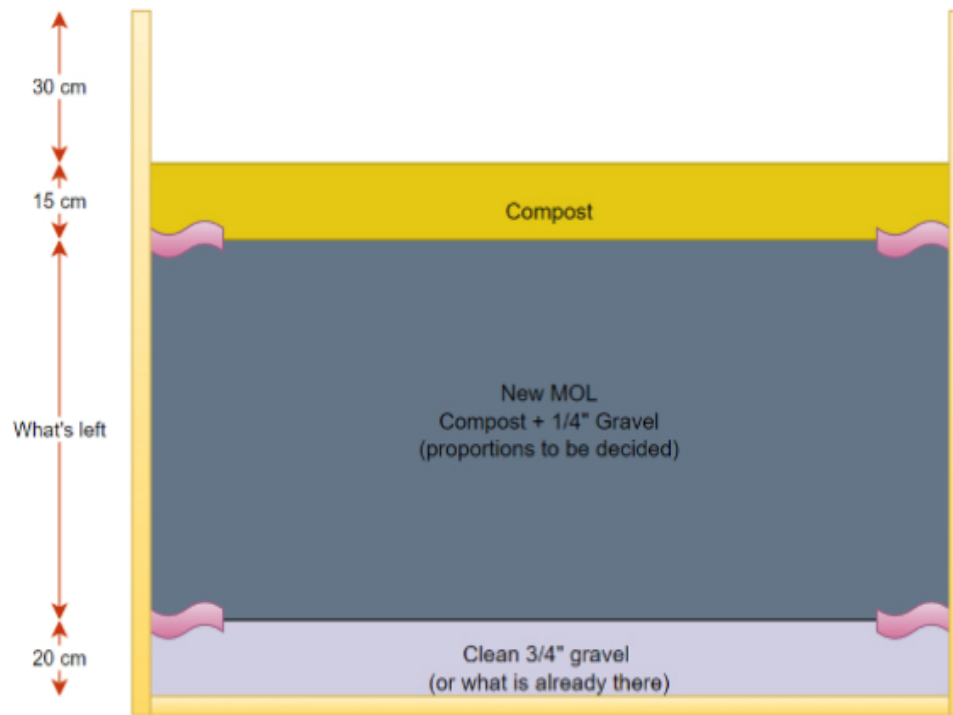 30 cm
15 cm
Compost
New MOL
Compost + 1/4" Gravel
(proportions to be decided)
What's left
20 cm
Clean 3/4" gravel
(or what is already there)